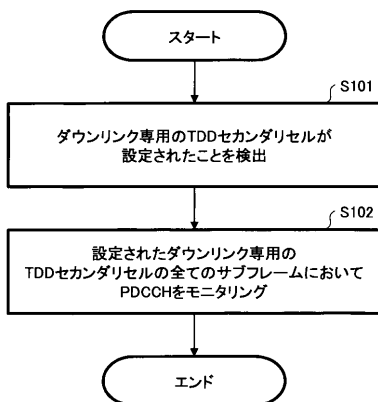 スタート
S101
ダウンリンク専用のTDDセカンダリセルが
設定されたことを検出
S102
設定されたダウンリンク専用の
TDDセカンダリセルの全てのサブフレームにおいて
PDCCHをモニタリング
エンド